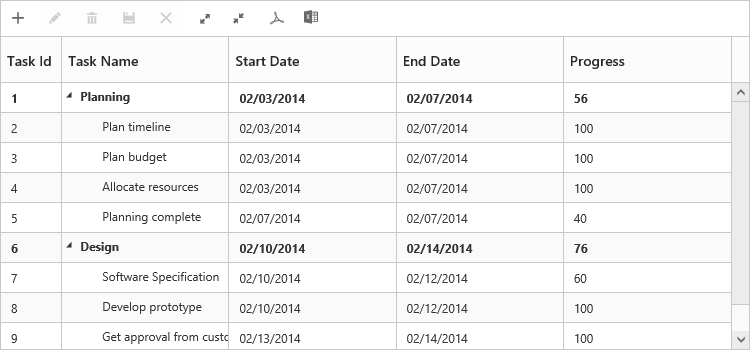 Task Id Task Name Start Date End Date Progress
1 Planning 02/03/2014 02/07/2014 56
2 Plan timeline 02/03/2014 02/07/2014 100
3 Plan budget 02/03/2014 02/07/2014 100
4 Allocate resources 02/03/2014 02/07/2014 100
5 Planning complete 02/07/2014 02/07/2014 40
6 Design 02/10/2014 02/14/2014 76
7 Software Specification 02/10/2014 02/12/2014 60
8 Develop prototype 02/10/2014 02/12/2014 100
9 Get approval from custo 02/13/2014 02/14/2014 100